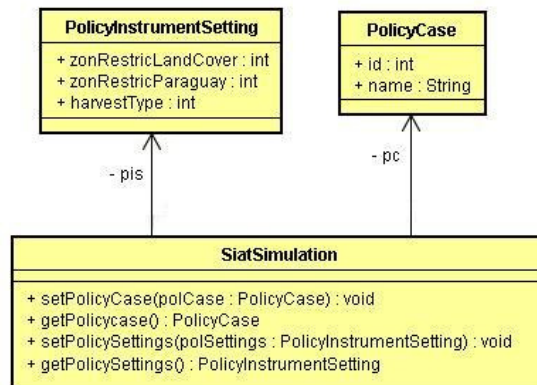 PolicyInstrumentSetting
+ zonRestricLandCover : int
+ zonRestricParaguay : int
+ harvestType : int
PolicyCase
+ id : int
+ name : String
- pis
- pc
SiatSimulation
+ setPolicyCase(polCase : PolicyCase) : void
+ getPolicycase() : PolicyCase
+ setPolicySettings(polSettings : PolicyInstrumentSetting) : void
+ getPolicySettings() : PolicyInstrumentSetting